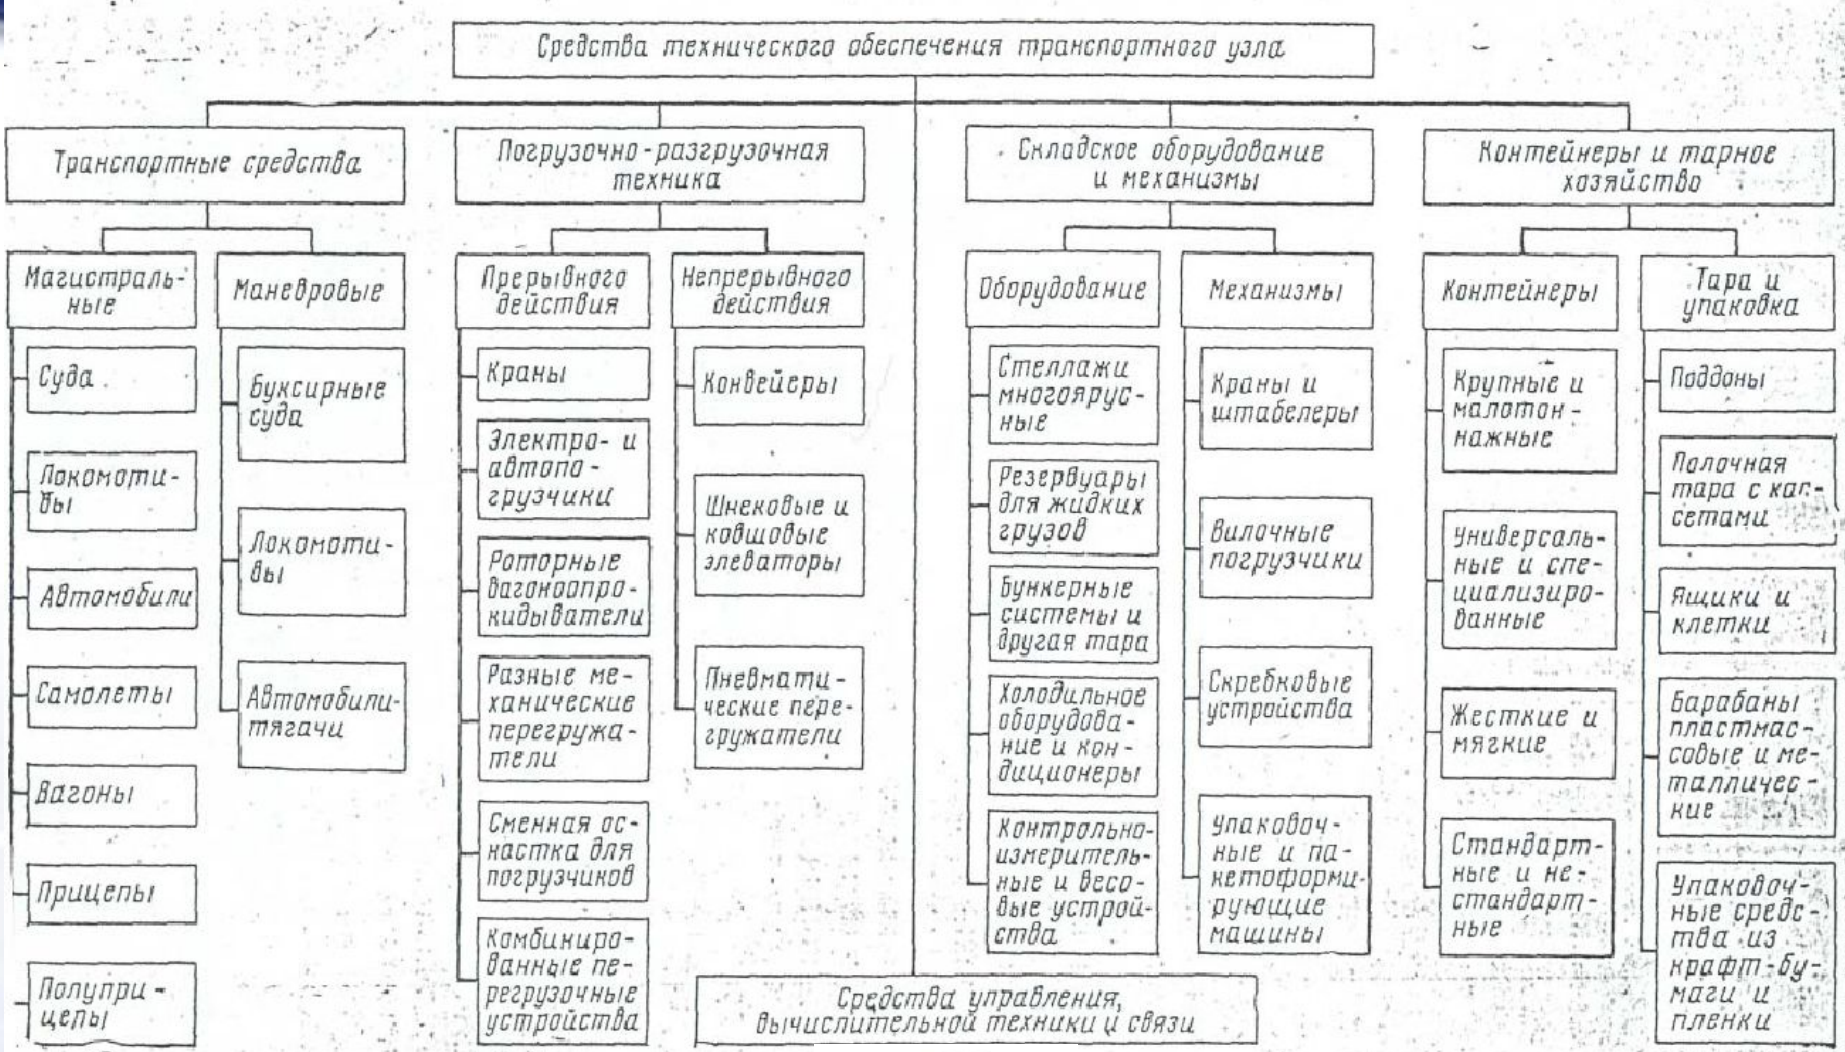 Средства технического обеспечения транспортного узла
Транспортные средства
Погрузочно-разгрузочная
техника
Складское оборудование
и механизмы
Контейнеры и тарное
хозяйство
Магистраль-
ные
Маневровые
Прерывного
действия
Непрерывного
действия
Оборудование
Механизмы
Контейнеры
Тара и
упаковка
Суда
Локомоти-
вы
Автомобили
Самолеты
Вагоны
Прицепы
Полупри-
цепы
Буксирные
суда
Локомоти-
вы
Автомобили-
тягачи
Краны
Электро- и
автопо-
грузчики
Роторные
вагоноопро-
кидыватели
Разные ме-
ханические
перегружа-
тели
Сменная ос-
настка для
погрузчиков
Комбиниро-
ванные пе-
регрузочные
устройства
Конвейеры
Шнековые и
ковшовые
элеваторы
Пневмати-
ческие пере-
гружатели
Стеллажи
многоярус-
ные
Резервуары
для жидких
грузов
Бункерные
системы и
другая тара
Холодильное
оборудова-
ние и кон-
диционеры
Контрольно-
измеритель-
ные и весо-
вые устрой-
ства
Краны и
штабелеры
Вилочные
погрузчики
Скребковые
устройства
Упаковоч-
ные и па-
кетоформи-
рующие
машины
Крупные и
малотон-
нажные
Универсаль-
ные и спе-
циализиро-
ванные
Жесткие и
мягкие
Стандарт-
ные и не-
стандарт-
ные
Поддоны
Полочная
тара с кас-
сетами
Ящики и
клетки
Барабаны
пластмас-
совые и ме-
талличес-
кие
Упаковоч-
ные средс-
тва из
крафт-бу-
маги и
пленки
Средства управления,
вычислительной техники и связи